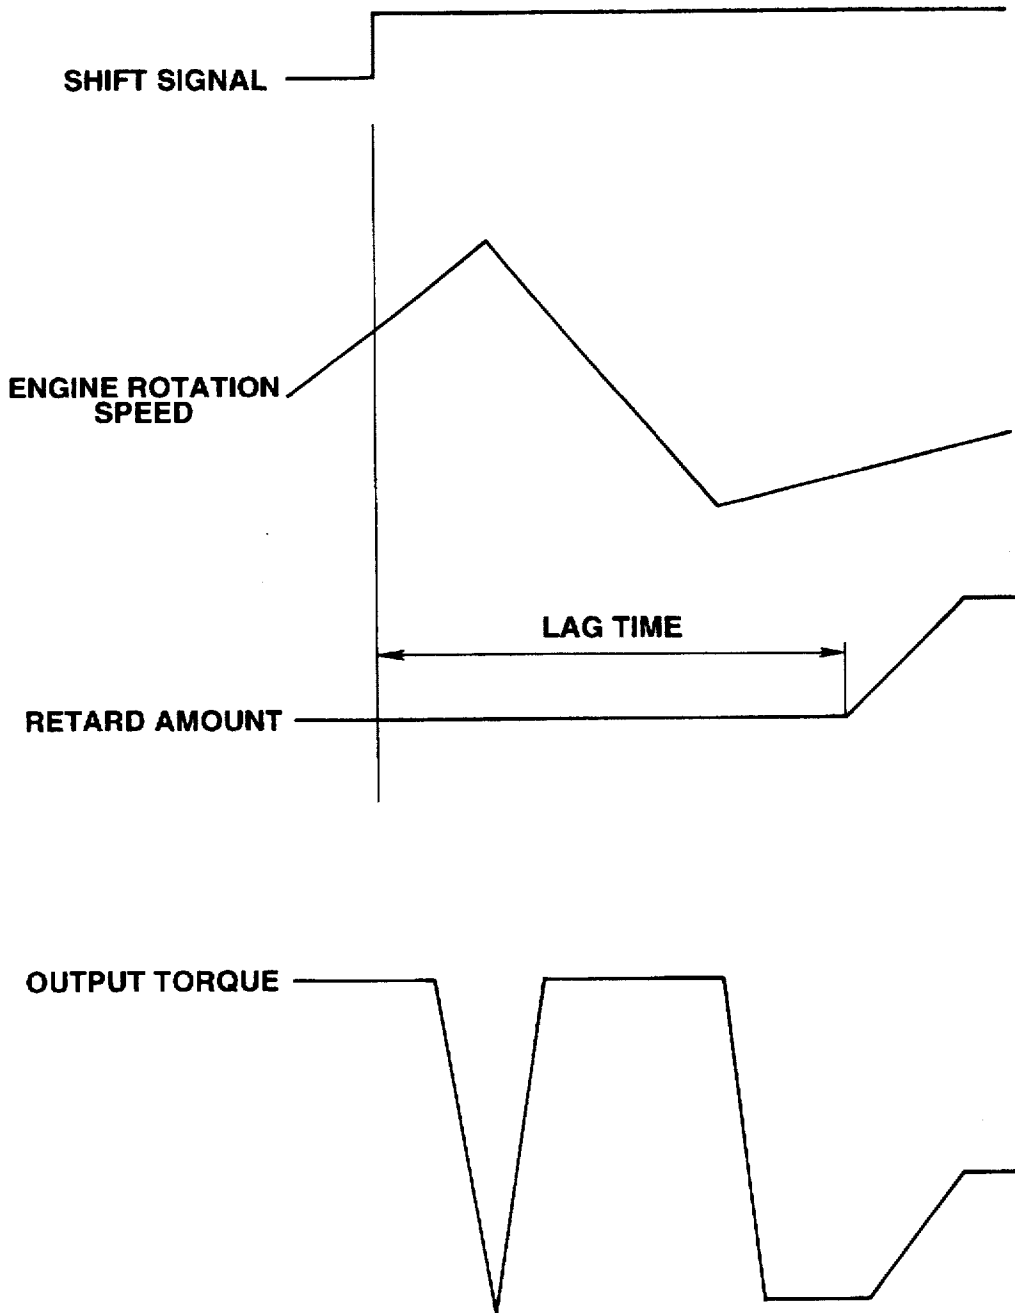 SHIFT SIGNAL
ENGINE ROTATION
SPEED
LAG TIME
RETARD AMOUNT
OUTPUT TORQUE